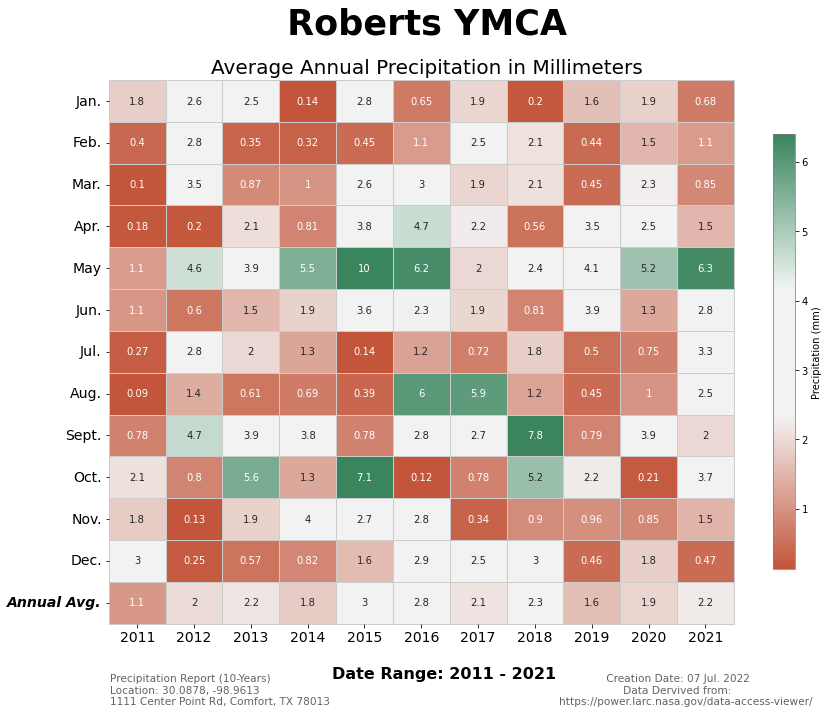 Roberts YMCA
Average Annual Precipitation in Millimeters
Jan. 1.8 2.6 2.5 0.14 2.8 0.65 1.9 0.2 1.6 1.9 0.68
Feb. 0.4 2.8 0.35 0.32 0.45 1.1 2.5 2.1 0.44 1.5 1.1
Mar. 0.1 3.5 0.87 1 2.6 3 1.9 2.1 0.45 2.3 0.85
Apr. 0.18 0.2 2.1 0.81 3.8 4.7 2.2 0.56 3.5 2.5 1.5
May 1.1 4.6 3.9 5.5 10 6.2 2 2.4 4.1 5.2 6.3
Jun. 1.1 0.6 1.5 1.9 3.6 2.3 1.9 0.81 3.9 1.3 2.8
Jul. 0.27 2.8 2 1.3 0.14 1.2 0.72 1.8 0.5 0.75 3.3
Aug. 0.09 1.4 0.61 0.69 0.39 6 5.9 1.2 0.45 1 2.5
Sept. 0.78 4.7 3.9 3.8 0.78 2.8 2.7 7.8 0.79 3.9 2
Oct. 2.1 0.8 5.6 1.3 7.1 0.12 0.78 5.2 2.2 0.21 3.7
Nov. 1.8 0.13 1.9 4 2.7 2.8 0.34 0.9 0.96 0.85 1.5
Dec. 3 0.25 0.57 0.82 1.6 2.9 2.5 3 0.46 1.8 0.47
Annual Avg. 1.1 2 2.2 1.8 3 2.8 2.1 2.3 1.6 1.9 2.2
2011 2012 2013 2014 2015 2016 2017 2018 2019 2020 2021
6
5
4
3
2
1
Precipitation (mm)
Date Range: 2011 - 2021
Precipitation Report (10-Years)
Location: 30.0878, -98.9613
1111 Center Point Rd, Comfort, TX 78013
Creation Date: 07 Jul. 2022
Data Dervived from:
https://power.larc.nasa.gov/data-access-viewer/